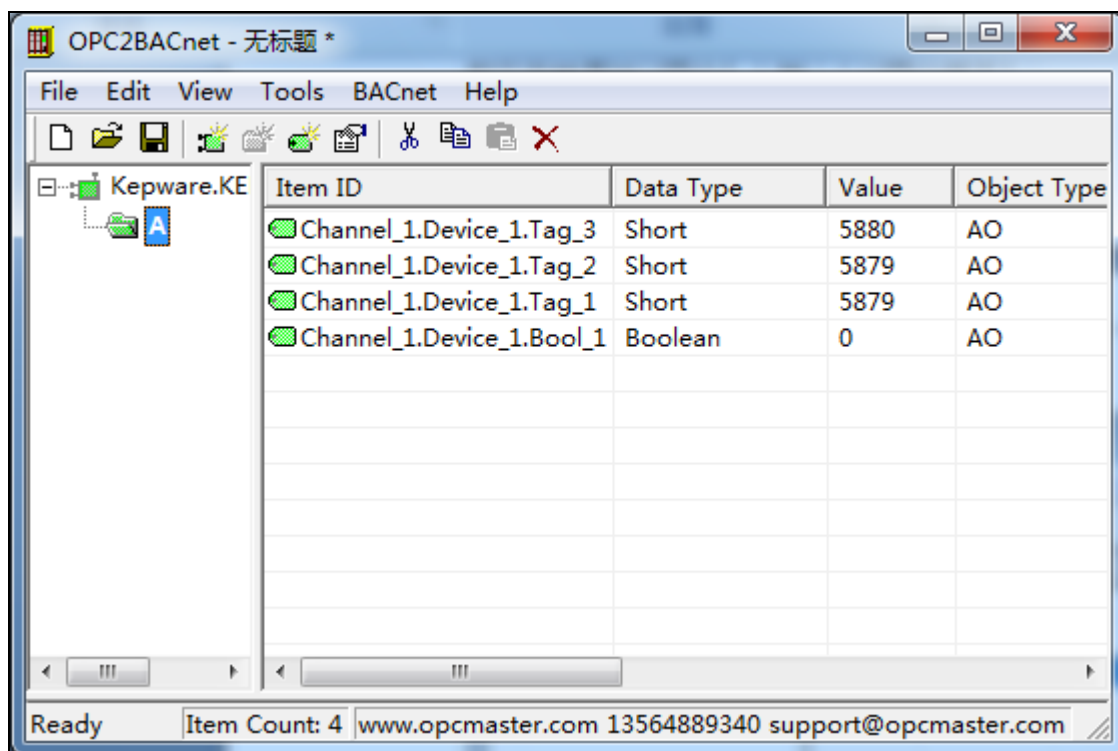 OPC2BACnet - 无标题 *
File Edit View Tools BACnet Help
Kepware.KE
A
Item ID Data Type Value Object Type
Channel_1.Device_1.Tag_3 Short 5880 AO
Channel_1.Device_1.Tag_2 Short 5879 AO
Channel_1.Device_1.Tag_1 Short 5879 AO
Channel_1.Device_1.Bool_1 Boolean 0 AO
Ready Item Count: 4 www.opcmaster.com 13564889340 support@opcmaster.com